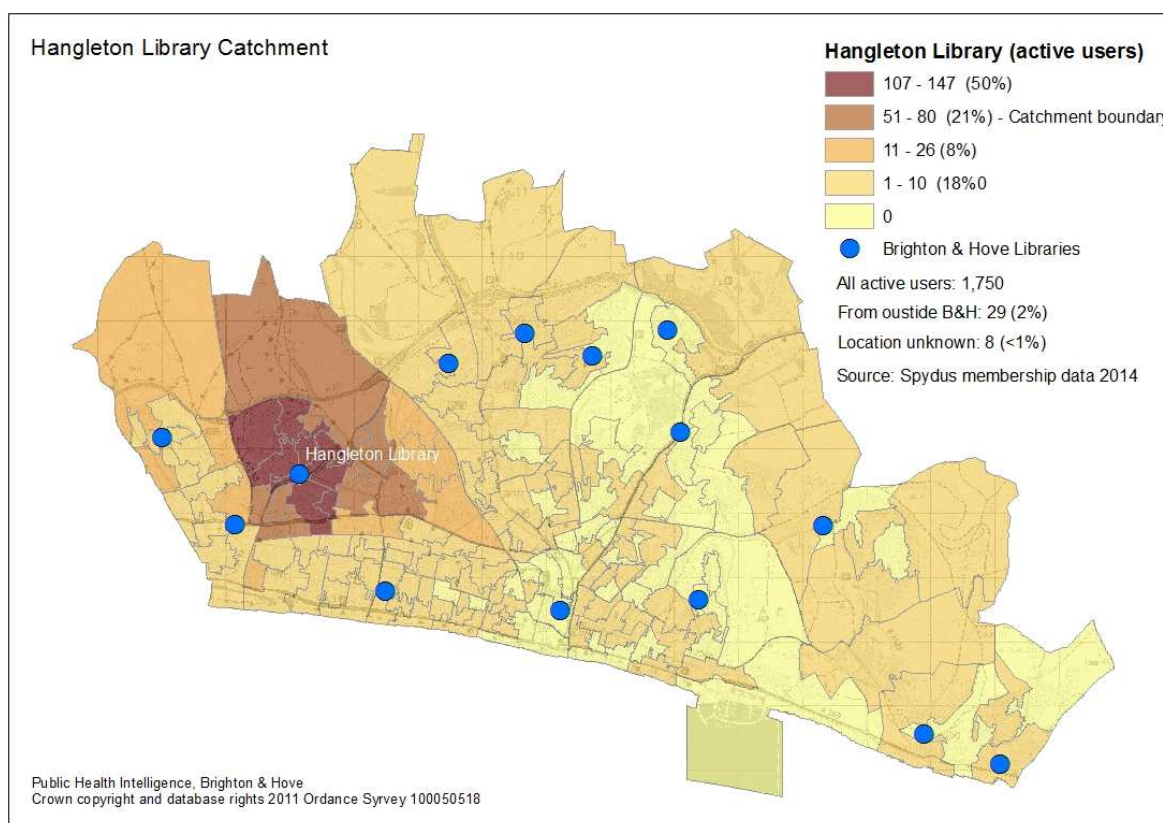 Hangleton Library Catchment
Hangleton Library (active users)
107 - 147 (50%)
51 - 80 (21%) - Catchment boundary
11 - 26 (8%)
1 - 10 (18%0
0
Brighton & Hove Libraries
All active users: 1,750
From oustide B&H: 29 (2%)
Location unknown: 8 (<1%)
Source: Spydus membership data 2014
Hangleton Library
Public Health Intelligence, Brighton & Hove
Crown copyright and database rights 2011 Ordance Syrvey 100050518